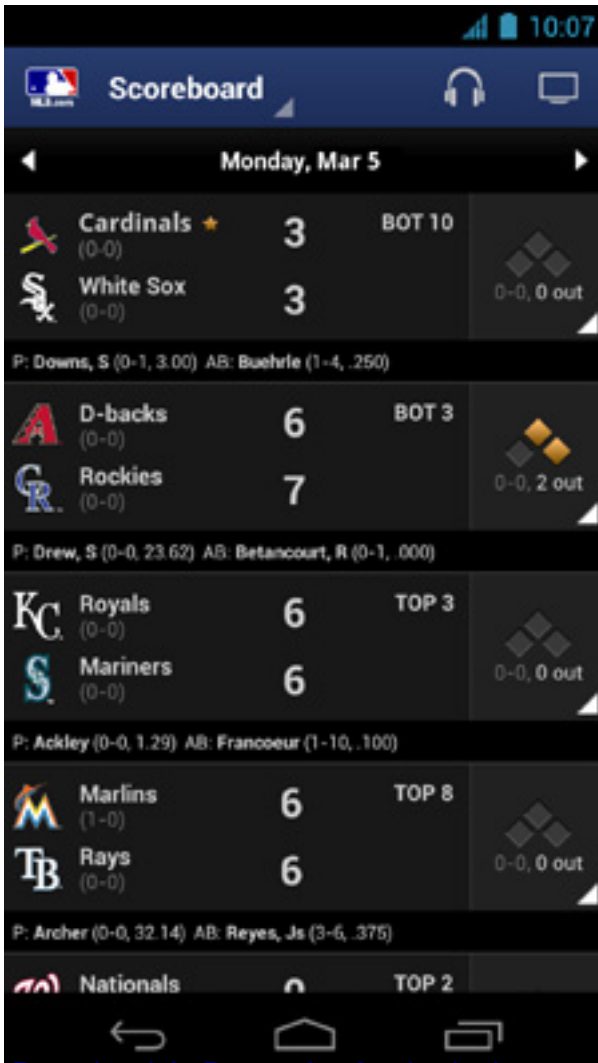 10:07
MLB.com Scoreboard
Monday, Mar 5
Cardinals 3 BOT 10
(0-0)
White Sox 3
(0-0) 0-0, 0 out
P: Downs, S (0-1, 3.00) AB: Buehrle (1-4, .250)
D-backs 6 BOT 3
(0-0)
Rockies 7
(0-0) 0-0, 2 out
P: Drew, S (0-0, 23.62) AB: Betancourt, R (0-1, .000)
KC Royals 6 TOP 3
(0-0)
S Mariners 6
(0-0) 0-0, 0 out
P: Ackley (0-0, 1.29) AB: Francoeur (1-10, .100)
M Marlins 6 TOP 8
(1-0)
TB Rays 6
(0-0) 0-0, 0 out
P: Archer (0-0, 32.14) AB: Reyes, Js (3-6, .375)
Nationals TOP 2